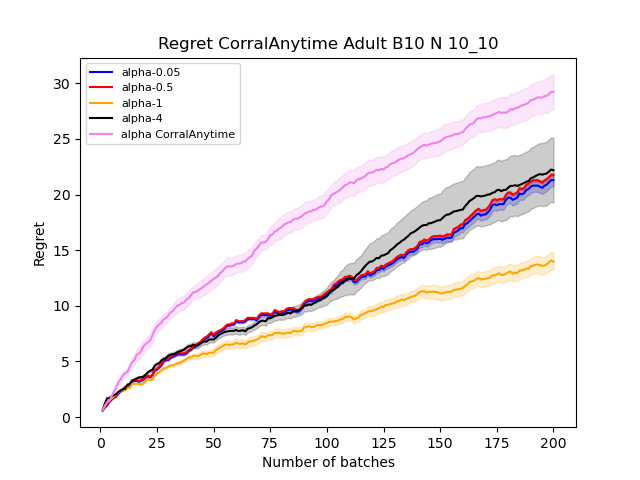 Regret CorralAnytime Adult B10 N 10_10
alpha-0.05
alpha-0.5
alpha-1
alpha-4
alpha CorralAnytime
Regret
30
25
20
15
10
5
0
0 25 50 75 100 125 150 175 200
Number of batches